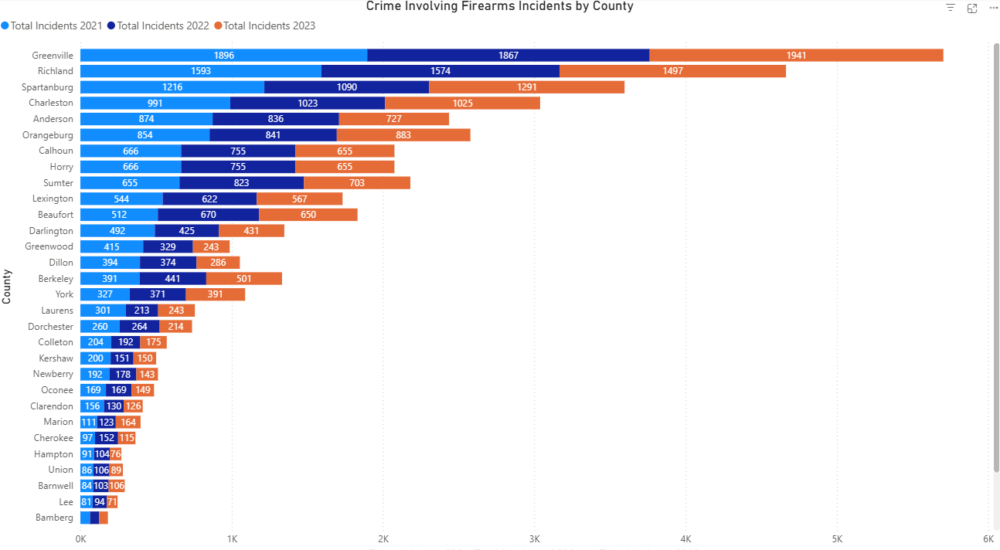 Crime Involving Firearms Incidents by County
Total Incidents 2021 Total Incidents 2022 Total Incidents 2023
Greenville 1896 1867 1941
Richland 1593 1574 1497
Spartanburg 1216 1090 1291
Charleston 991 1023 1025
Anderson 874 836 727
Orangeburg 854 841 883
Calhoun 666 755 655
Horry 666 755 655
Sumter 655 823 703
Lexington 544 622 567
Beaufort 512 670 650
Darlington 492 425 431
Greenwood 415 329 243
Dillon 394 374 286
Berkeley 391 441 501
York 327 371 391
Laurens 301 213 243
Dorchester 260 264 214
Colleton 204 192 175
Kershaw 200 151 150
Newberry 192 178 143
Oconee 169 169 149
Clarendon 156 130 126
Marion 111 123 164
Cherokee 97 152 115
Hampton 91 104 76
Union 86 106 89
Barnwell 84 103 106
Lee 81 94 71
Bamberg
County
0K 1K 2K 3K 4K 5K 6K